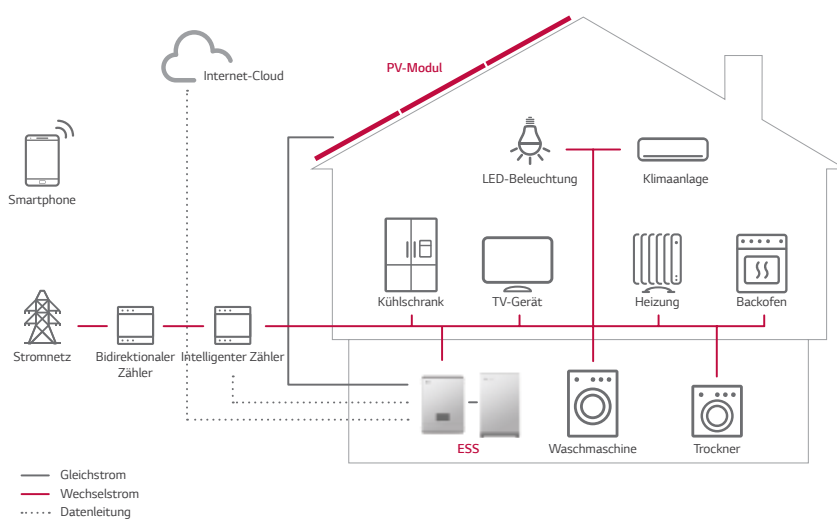 Internet-Cloud
PV-Modul
Smartphone
LED-Beleuchtung
Klimaanlage
Kühlschrank
TV-Gerät
Heizung
Backofen
Stromnetz
Bidirektionaler
Zähler
Intelligenter Zähler
ESS
Waschmaschine
Trockner
Gleichstrom
Wechselstrom
Datenleitung